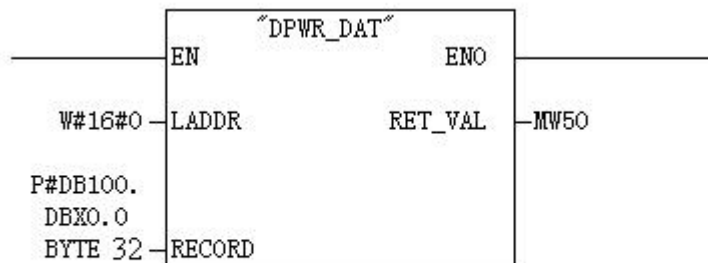 "DPWR_DAT"
EN ENO
W#16#0 LADDR RET_VAL MW50
P#DB100.
DBX0.0
BYTE 32 RECORD